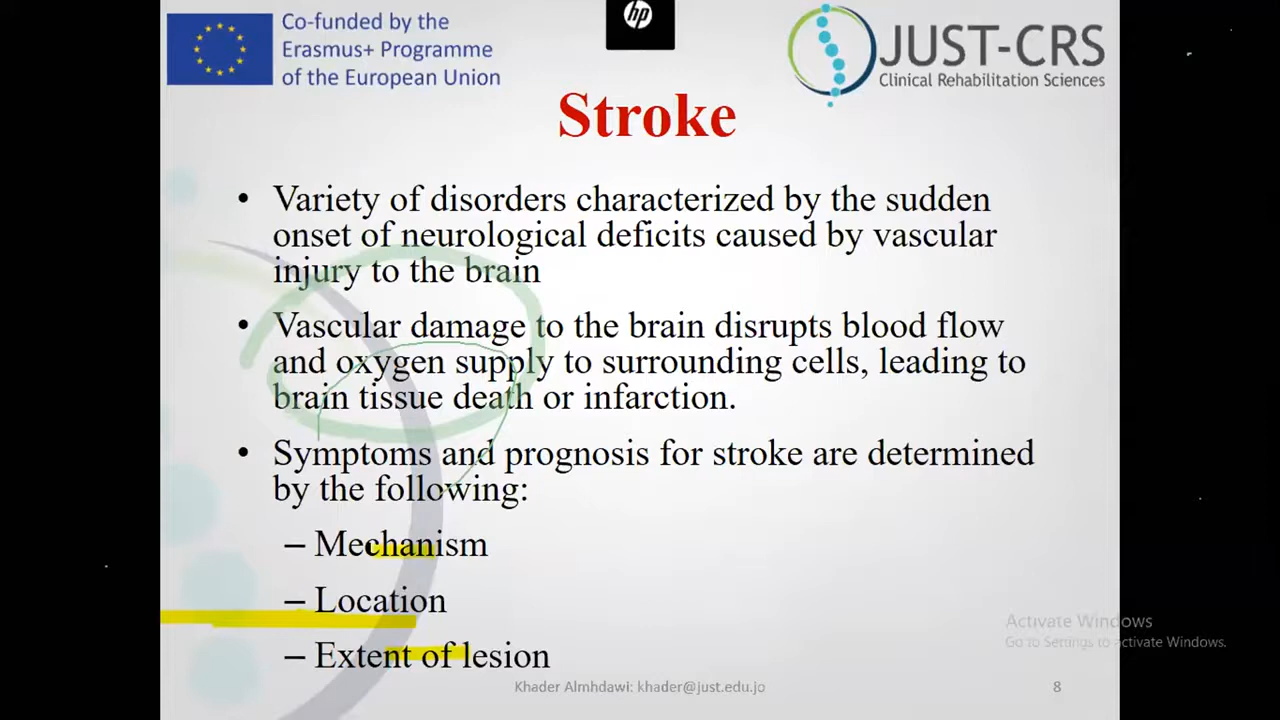 Co-funded by the
Erasmus+ Programme
of the European Union
hp
JUST-CRS
Clinical Rehabilitation Sciences
Stroke
• Variety of disorders characterized by the sudden
onset of neurological deficits caused by vascular
injury to the brain
• Vascular damage to the brain disrupts blood flow
and oxygen supply to surrounding cells, leading to
brain tissue death or infarction.
• Symptoms and prognosis for stroke are determined
by the following:
– Mechanism
– Location
– Extent of lesion
Activate Windows
Go to Settings to activate Windows.
Khader Almhdawi: khader@just.edu.jo
8